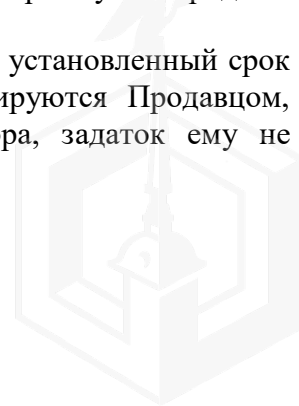 установленный срок
ируются Продавцом,
ра, задаток ему не